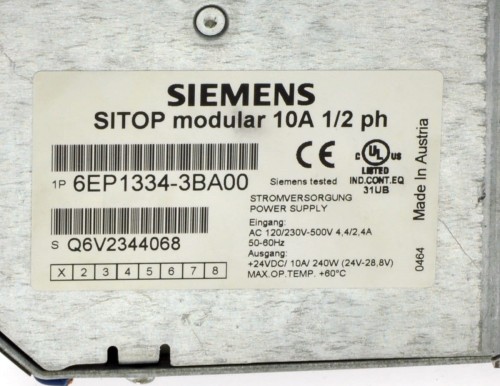 SIEMENS
SITOP modular 10A 1/2 ph
1P 6EP1334-3BA00
Siemens tested
CE
C UL US
LISTED
IND.CONT.EQ
31UB
S Q6V2344068
X 2 3 4 5 6 7 8
STROMVERSORGUNG
POWER SUPPLY
Eingang:
AC 120/230V-500V 4,4/2,4A
50-60Hz
Ausgang:
+24VDC/ 10A/ 240W (24V-28,8V)
MAX.OP.TEMP. +60°C
Made in Austria
0464